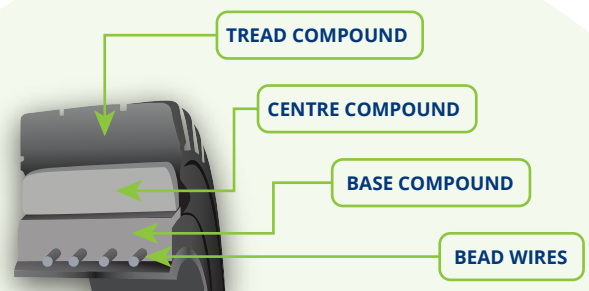 TREAD COMPOUND
CENTRE COMPOUND
BASE COMPOUND
BEAD WIRES